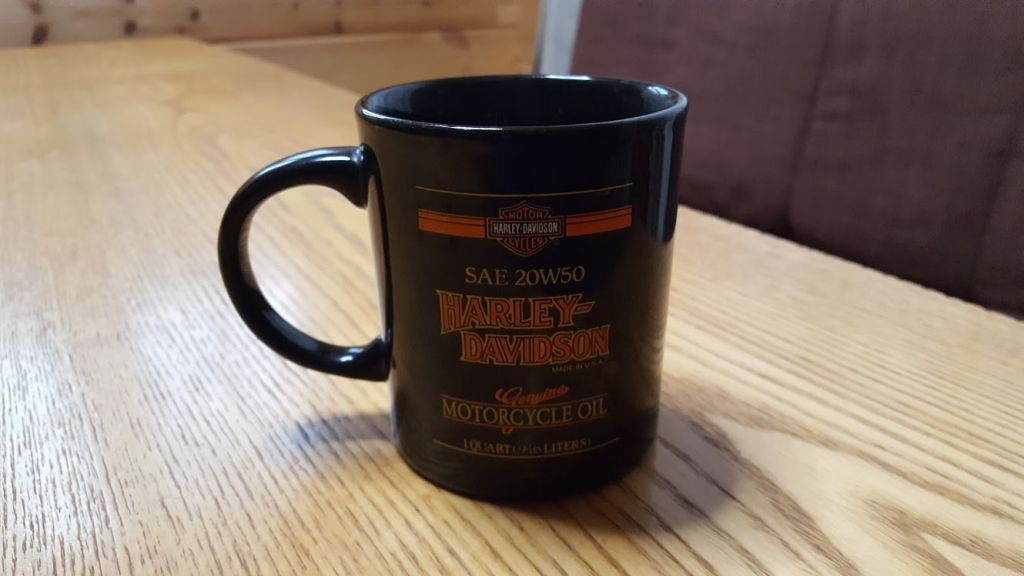 MOTOR
HARLEY-DAVIDSON
CYCLES
SAE 20W50
HARLEY-
DAVIDSON
MADE IN U.S.A.
Genuine
MOTORCYCLE OIL
1 QUART (.946 LITERS)